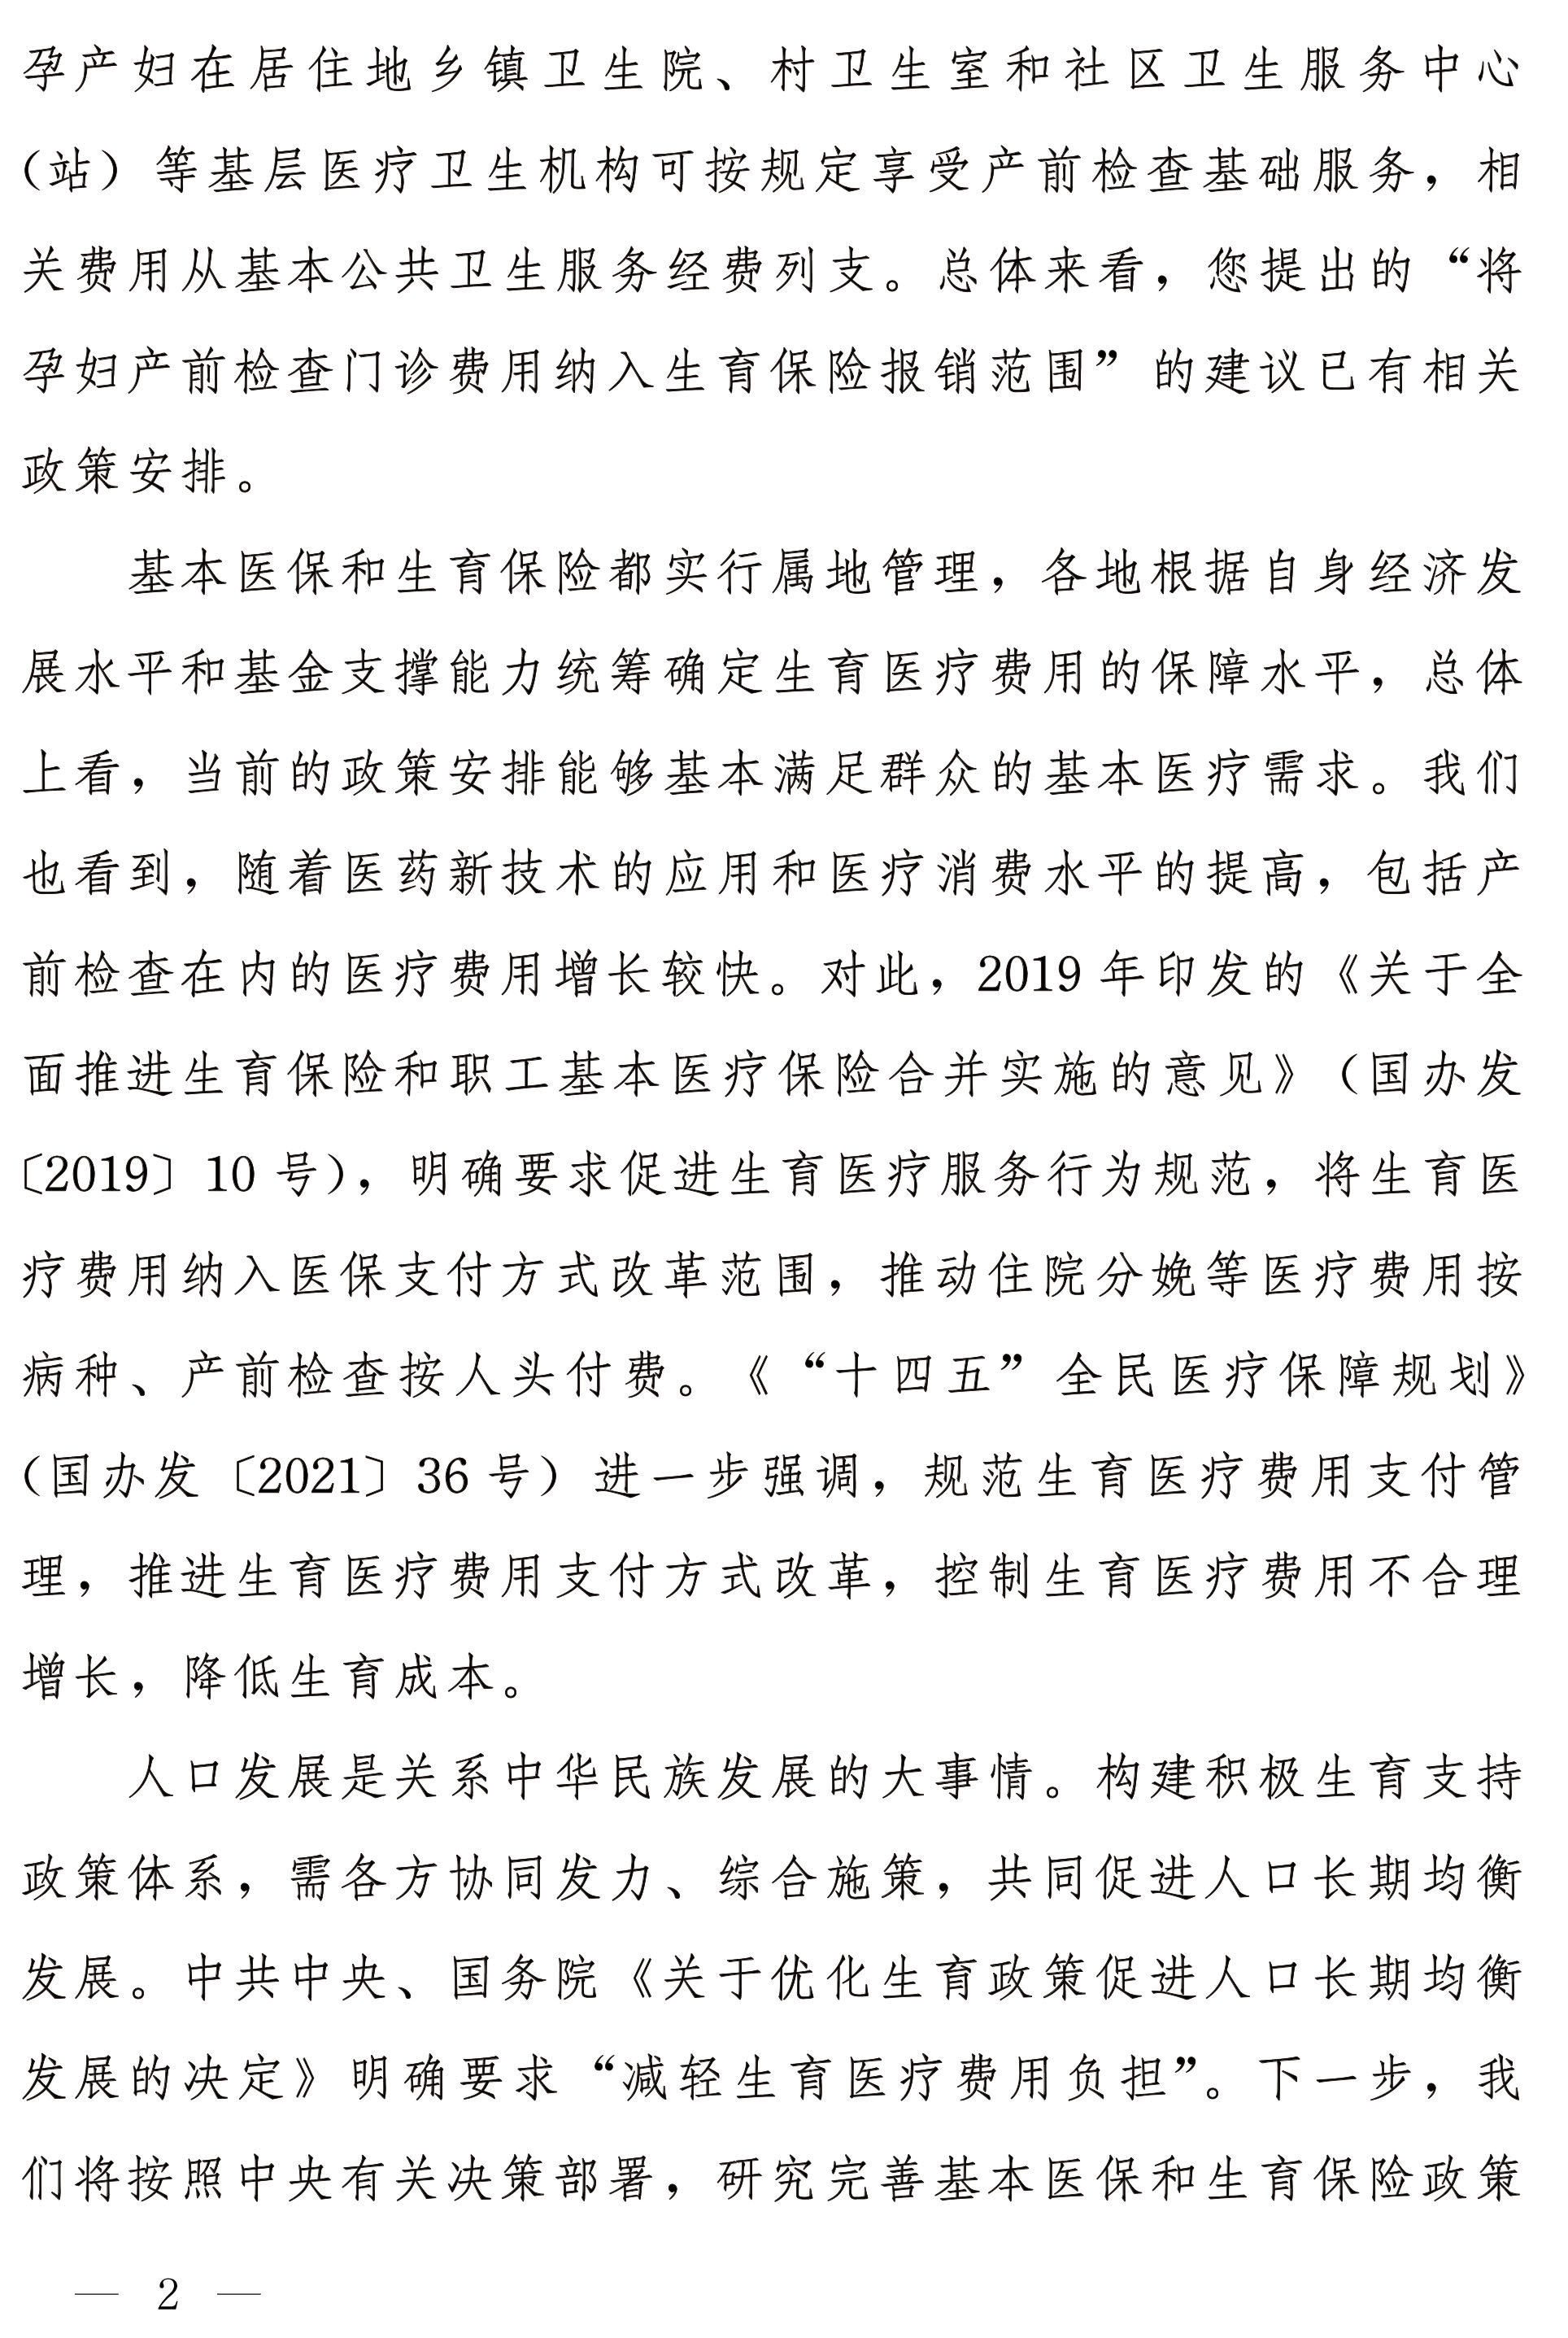 孕产妇在居住地乡镇卫生院、村卫生室和社区卫生服务中心
（站）等基层医疗卫生机构可按规定享受产前检查基础服务，相
关费用从基本公共卫生服务经费列支。总体来看，您提出的“将
孕妇产前检查门诊费用纳入生育保险报销范围”的建议已有相关
政策安排。
基本医保和生育保险都实行属地管理，各地根据自身经济发
展水平和基金支撑能力统筹确定生育医疗费用的保障水平，总体
上看，当前的政策安排能够基本满足群众的基本医疗需求。我们
也看到，随着医药新技术的应用和医疗消费水平的提高，包括产
前检查在内的医疗费用增长较快。对此，2019 年印发的《关于全
面推进生育保险和职工基本医疗保险合并实施的意见》（国办发
〔2019〕10 号），明确要求促进生育医疗服务行为规范，将生育医
疗费用纳入医保支付方式改革范围，推动住院分娩等医疗费用按
病种、产前检查按人头付费。《“十四五”全民医疗保障规划》
（国办发〔2021〕36 号）进一步强调，规范生育医疗费用支付管
理，推进生育医疗费用支付方式改革，控制生育医疗费用不合理
增长，降低生育成本。
人口发展是关系中华民族发展的大事情。构建积极生育支持
政策体系，需各方协同发力、综合施策，共同促进人口长期均衡
发展。中共中央、国务院《关于优化生育政策促进人口长期均衡
发展的决定》明确要求“减轻生育医疗费用负担”。下一步，我
们将按照中央有关决策部署，研究完善基本医保和生育保险政策
— 2 —